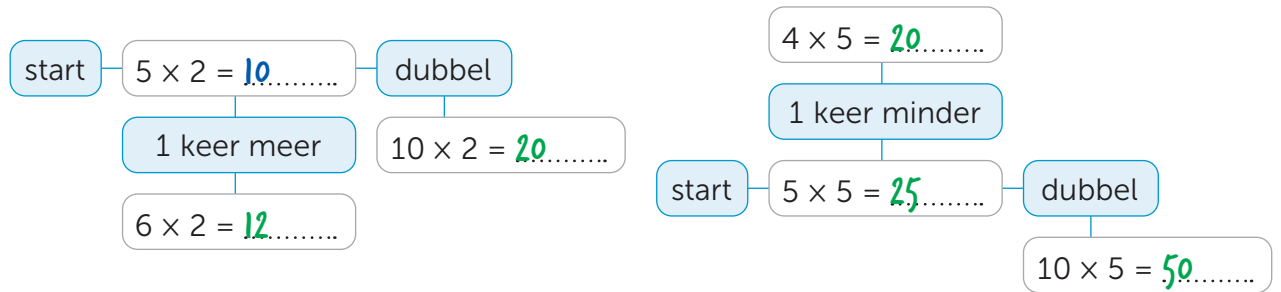 start
5 × 2 = 10
dubbel
1 keer meer
10 × 2 = 20
6 × 2 = 12
4 × 5 = 20
1 keer minder
start
5 × 5 = 25
dubbel
10 × 5 = 50